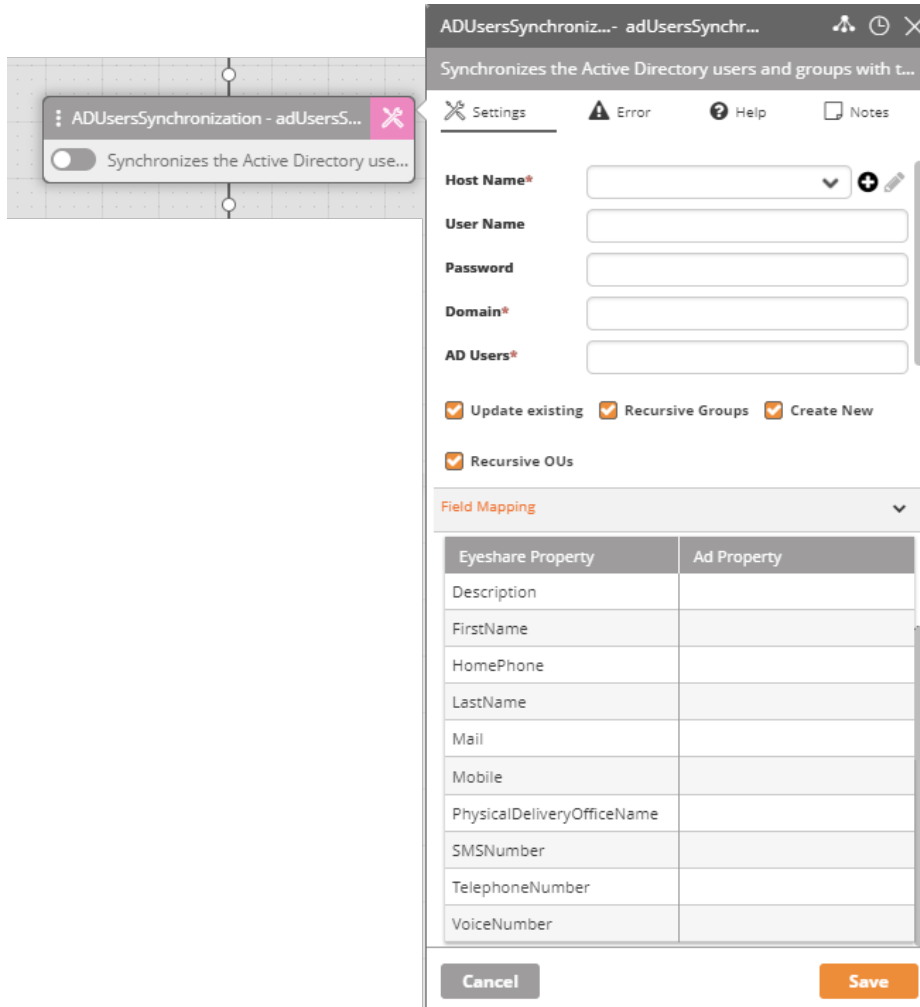 ADUsersSynchronization - adUsersS...
Synchronizes the Active Directory use...
ADUsersSynchroniz...- adUsersSynchr...
Synchronizes the Active Directory users and groups with t...
Settings Error Help Notes
Host Name*
User Name
Password
Domain*
AD Users*
Update existing Recursive Groups Create New
Recursive OUs
Field Mapping
Eyeshare Property Ad Property
Description
FirstName
HomePhone
LastName
Mail
Mobile
PhysicalDeliveryOfficeName
SMSNumber
TelephoneNumber
VoiceNumber
Cancel Save